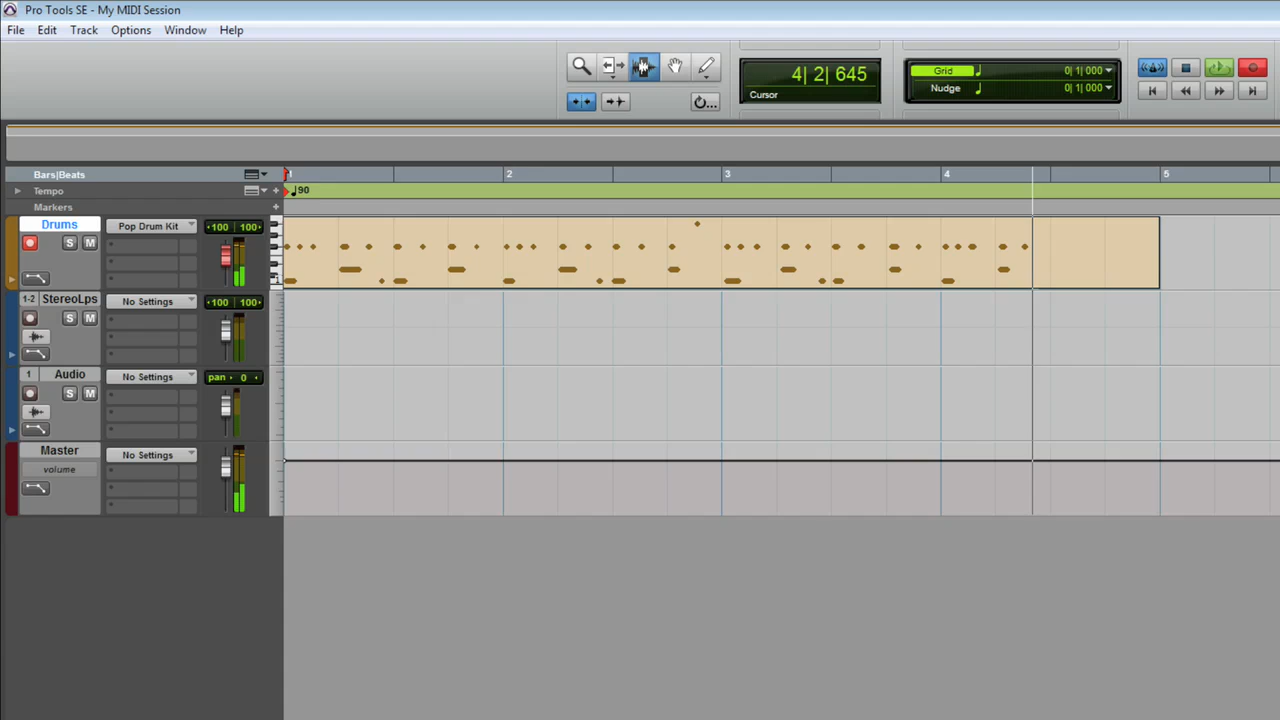 Pro Tools SE - My MIDI Session
File Edit Track Options Window Help
4| 2| 645
Cursor
Grid 0| 1| 000
Nudge 0| 1| 000
Bars|Beats 1 2 3 4 5
Tempo 90
Markers
Drums Pop Drum Kit 100 100
S M
1-2 StereoLps No Settings 100 100
S M
1 Audio No Settings pan 0
S M
Master No Settings
volume